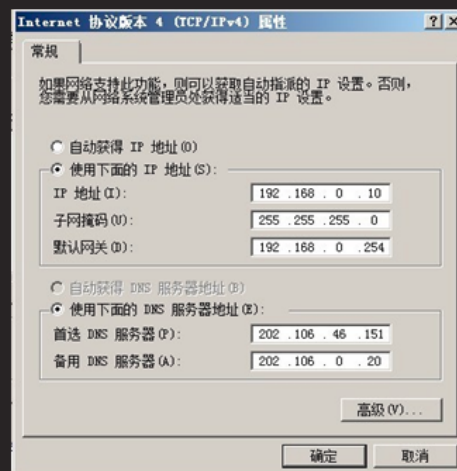 Internet 协议版本 4 (TCP/IPv4) 属性
常规
如果网络支持此功能，则可以获取自动指派的 IP 设置。否则，
您需要从网络系统管理员处获得适当的 IP 设置。
自动获得 IP 地址(O)
使用下面的 IP 地址(S):
IP 地址(I): 192 .168 . 0 . 10
子网掩码(U): 255 .255 .255 . 0
默认网关(D): 192 .168 . 0 .254
自动获得 DNS 服务器地址(B)
使用下面的 DNS 服务器地址(E):
首选 DNS 服务器(P): 202 .106 . 46 .151
备用 DNS 服务器(A): 202 .106 . 0 . 20
高级(V)...
确定 取消